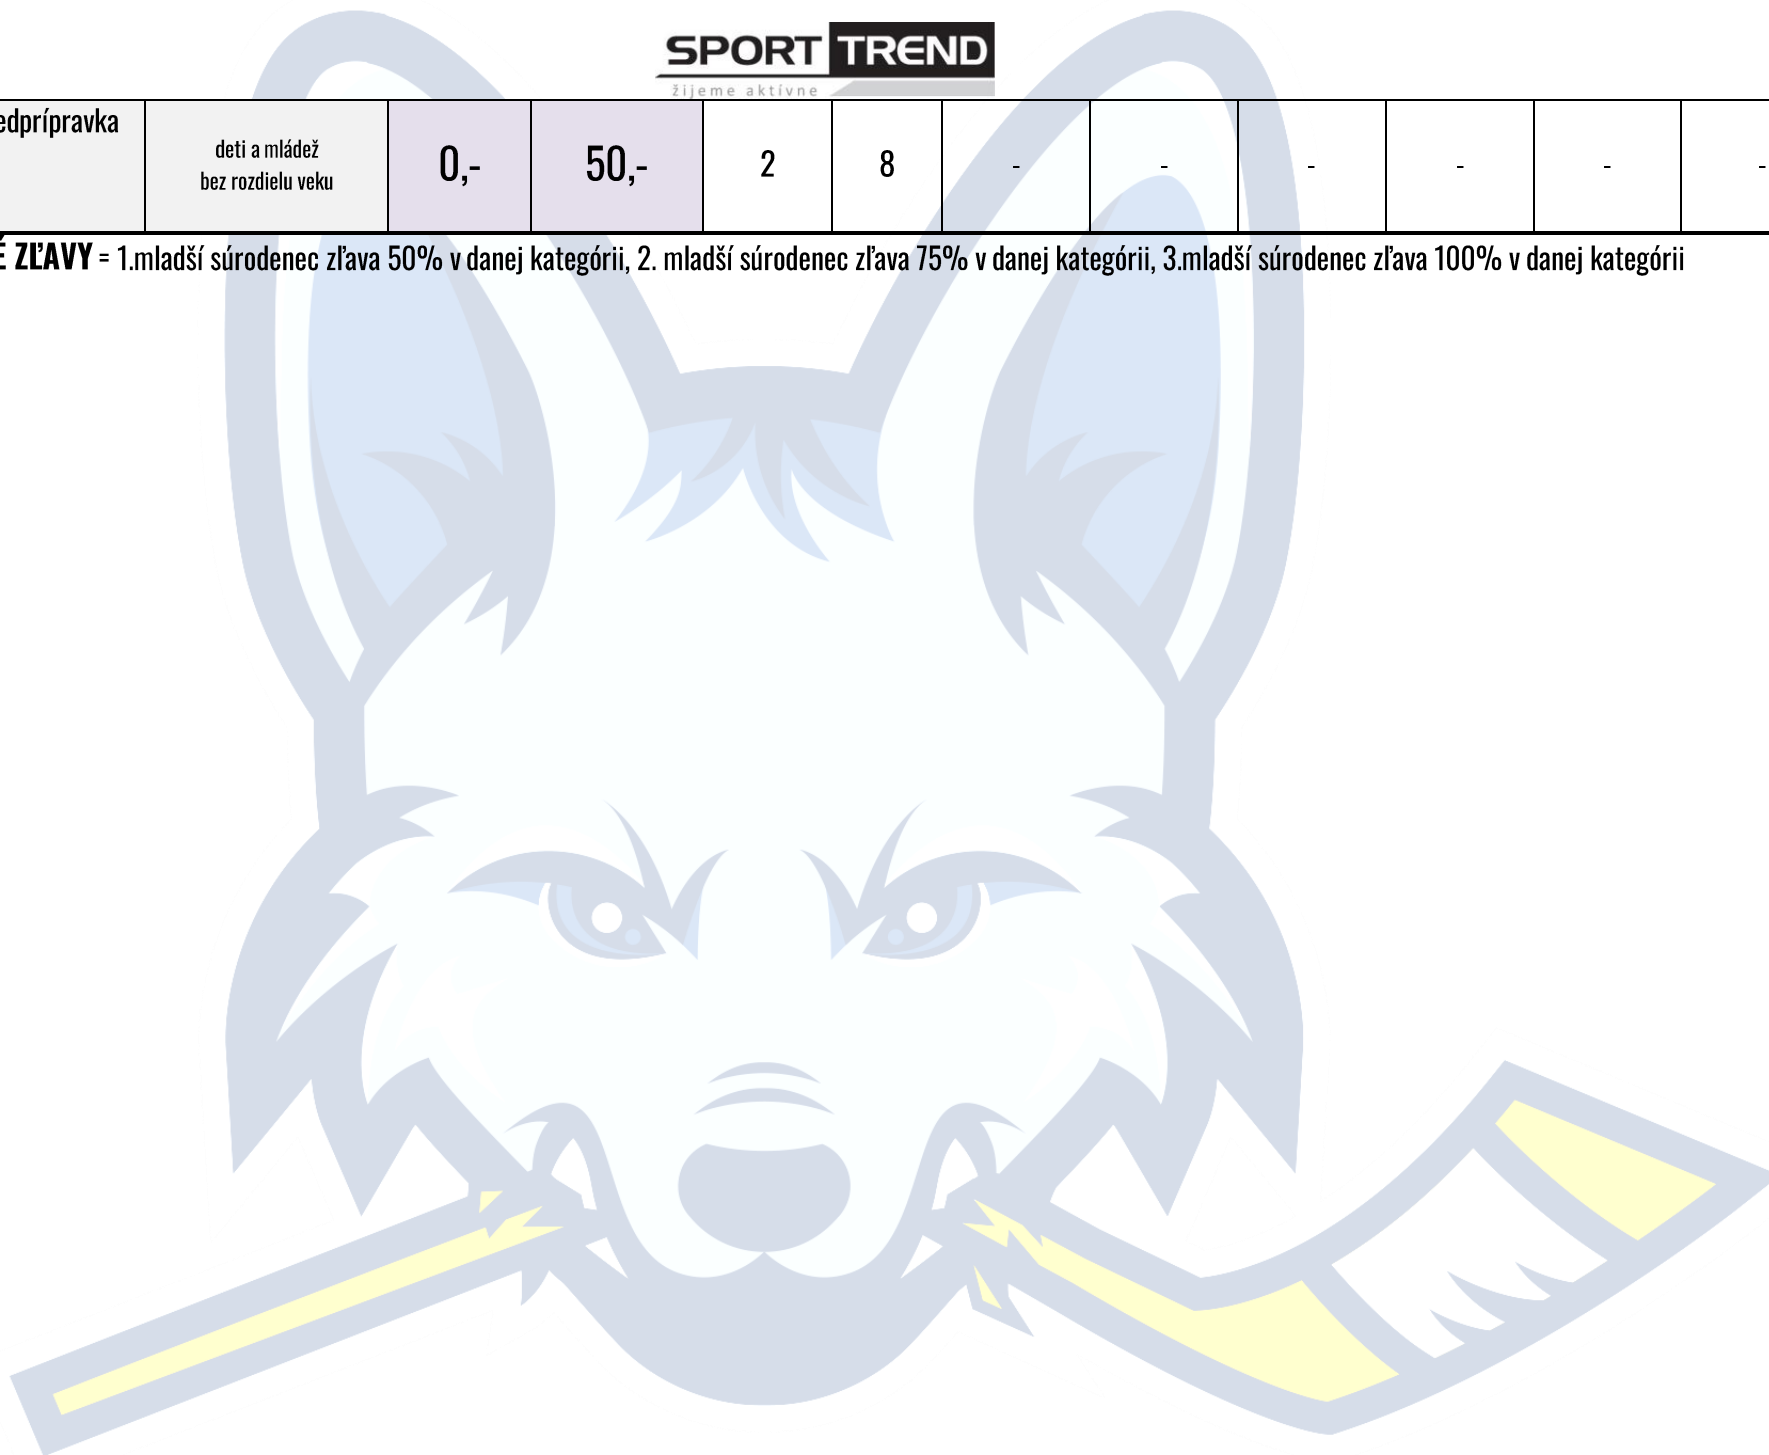 SPORT TREND
žijeme aktívne
edprípravka
deti a mládež
bez rozdielu veku
0,- 50,- 2 8 - - - - - -
É ZĽAVY = 1.mladší súrodenec zľava 50% v danej kategórii, 2. mladší súrodenec zľava 75% v danej kategórii, 3.mladší súrodenec zľava 100% v danej kategórii